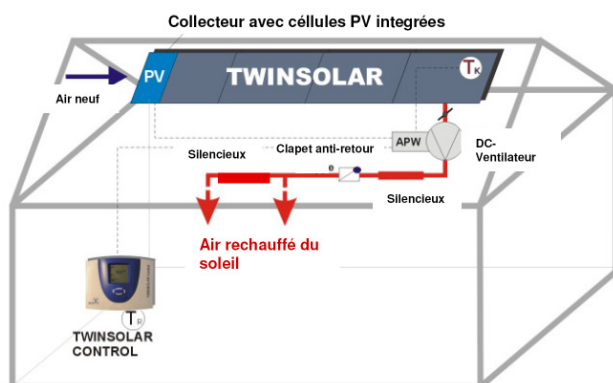 Collecteur avec céllules PV integrées
PV
TWINSOLAR
TK
Air neuf
Silencieux
Clapet anti-retour
APW
DC-
Ventilateur
e
Silencieux
Air rechauffé du
soleil
TR
TWINSOLAR
CONTROL